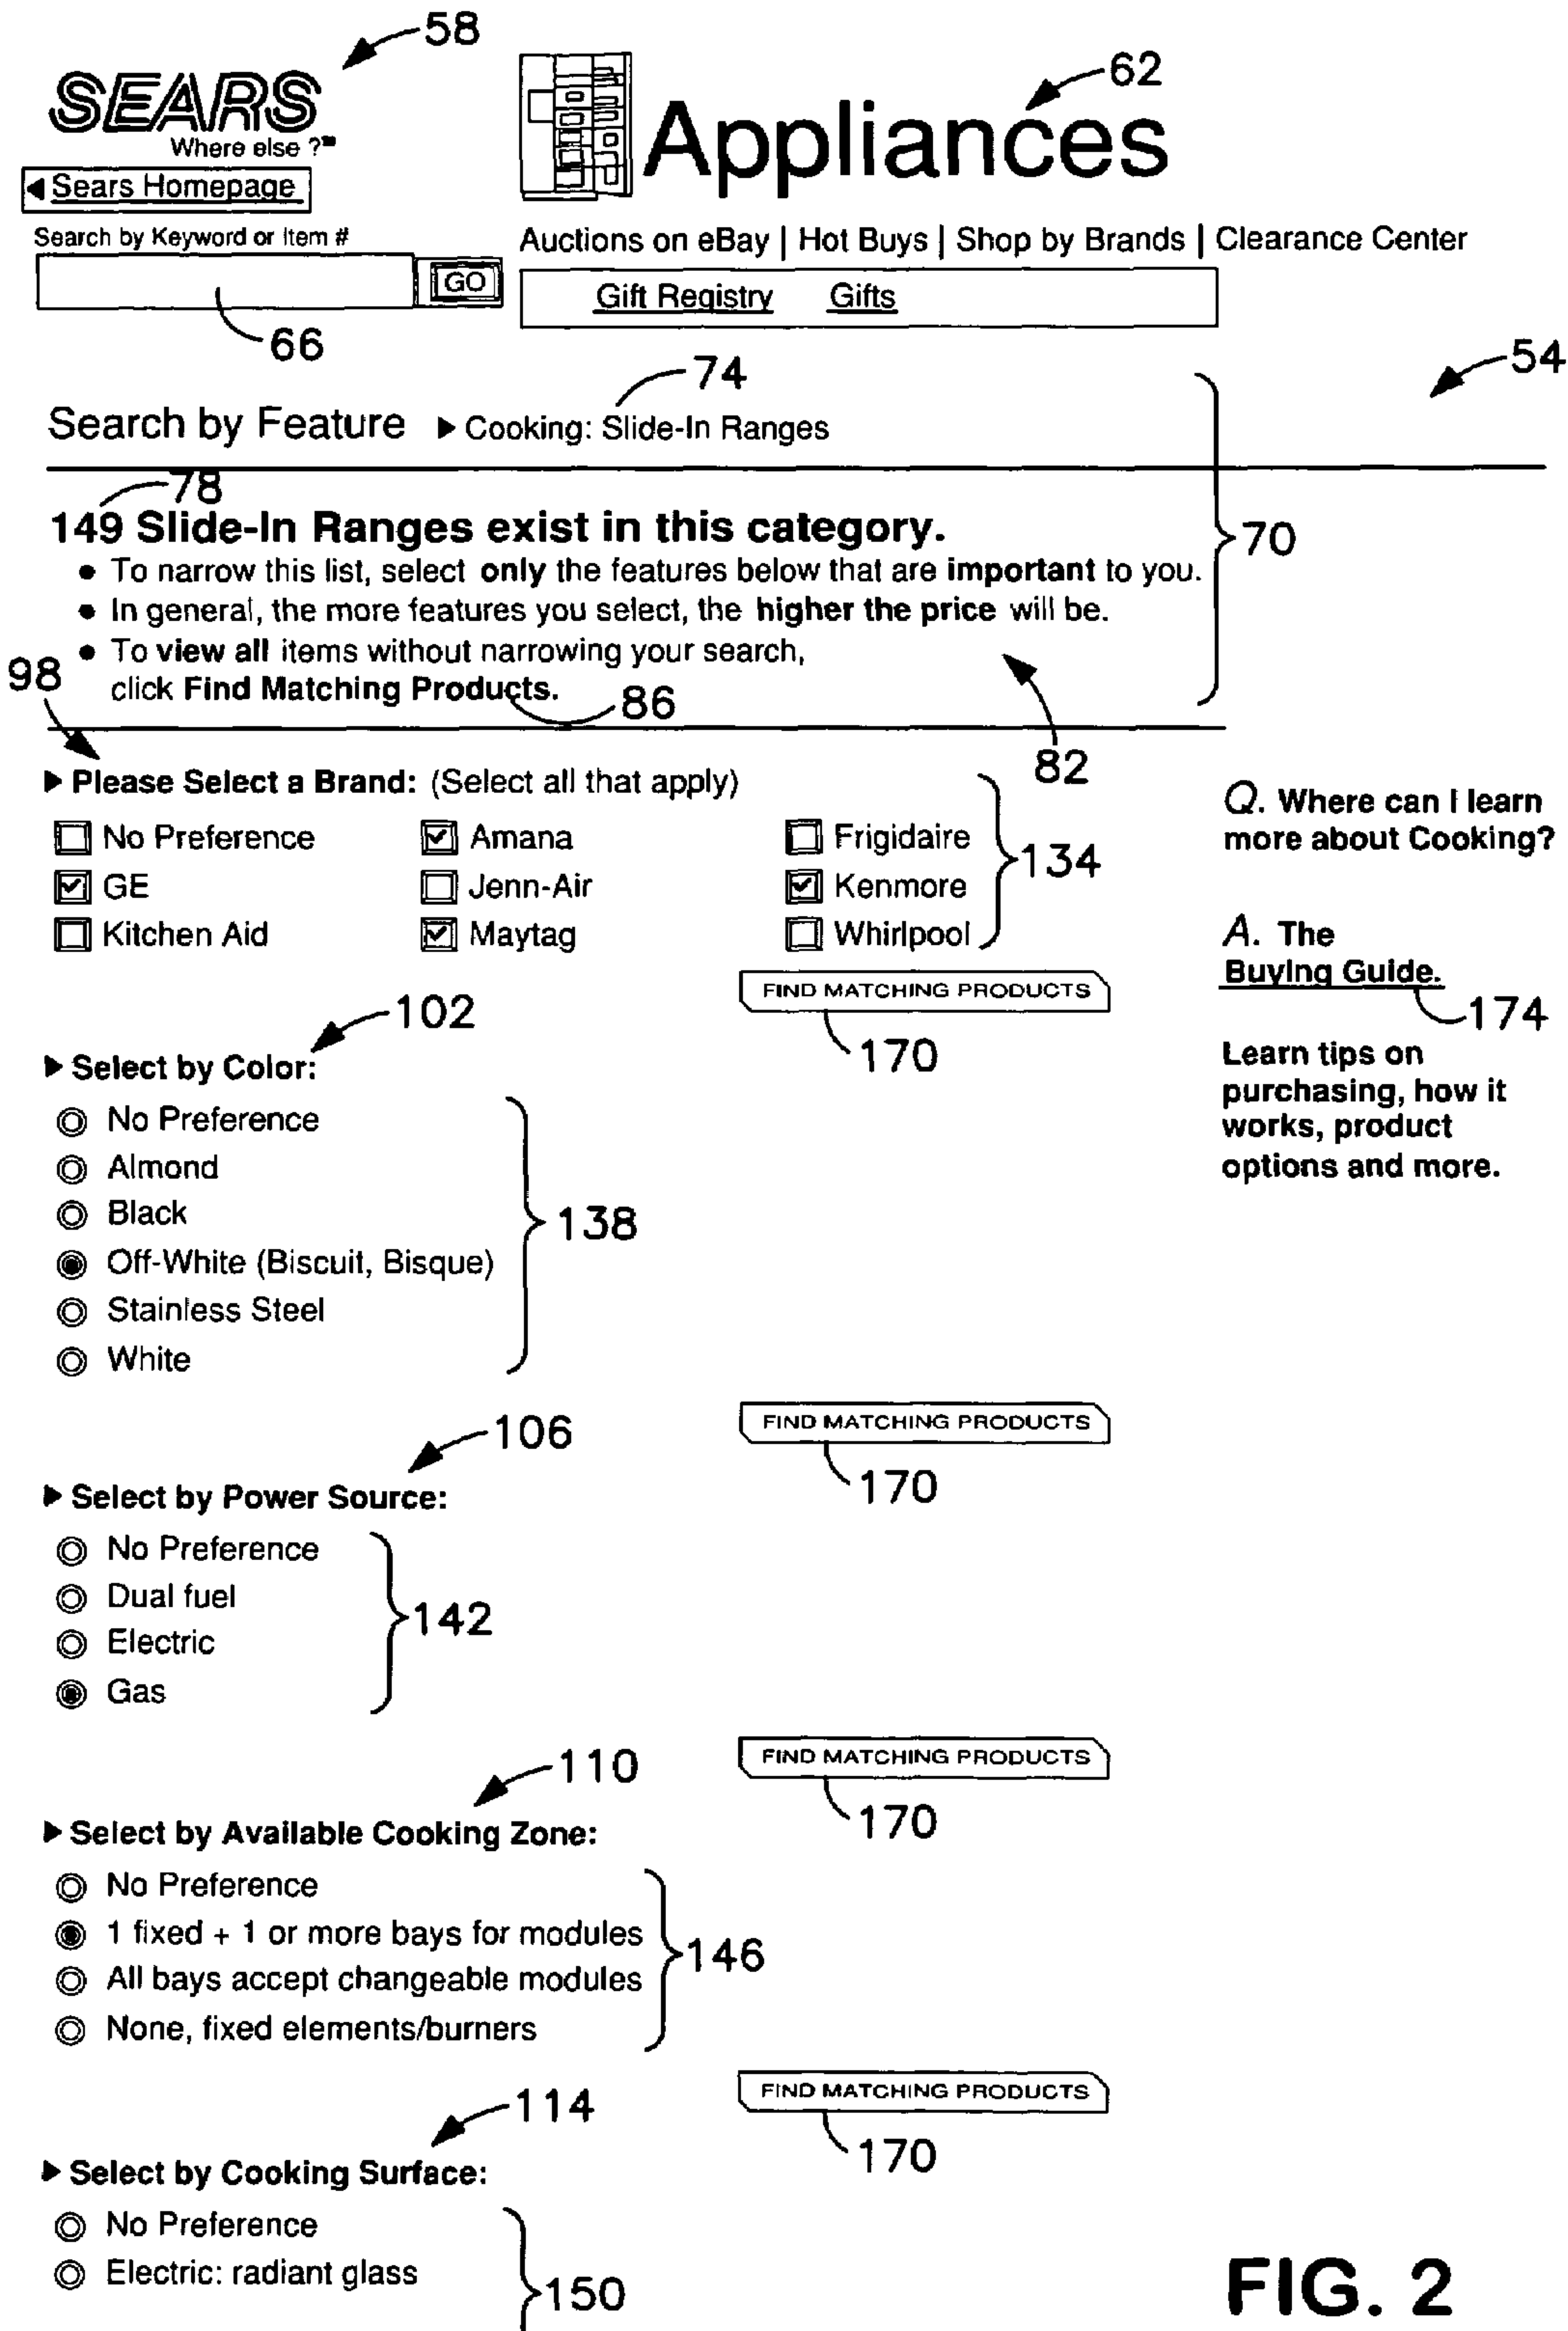 58
SEARS
Where else ?℠
◀ Sears Homepage
Search by Keyword or Item #
GO
66
62
Appliances
Auctions on eBay | Hot Buys | Shop by Brands | Clearance Center
Gift Registry Gifts
54
74
Search by Feature ▶ Cooking: Slide-In Ranges
78
149 Slide-In Ranges exist in this category.
• To narrow this list, select only the features below that are important to you.
• In general, the more features you select, the higher the price will be.
• To view all items without narrowing your search,
click Find Matching Products.
70
86
82
98
▶ Please Select a Brand: (Select all that apply)
No Preference Amana Frigidaire
GE Jenn-Air Kenmore
Kitchen Aid Maytag Whirlpool
134
FIND MATCHING PRODUCTS
170
Q. Where can I learn
more about Cooking?
A. The
Buying Guide.
174
Learn tips on
purchasing, how it
works, product
options and more.
102
▶ Select by Color:
No Preference
Almond
Black
Off-White (Biscuit, Bisque)
Stainless Steel
White
138
FIND MATCHING PRODUCTS
170
106
▶ Select by Power Source:
No Preference
Dual fuel
Electric
Gas
142
FIND MATCHING PRODUCTS
170
110
▶ Select by Available Cooking Zone:
No Preference
1 fixed + 1 or more bays for modules
All bays accept changeable modules
None, fixed elements/burners
146
FIND MATCHING PRODUCTS
170
114
▶ Select by Cooking Surface:
No Preference
Electric: radiant glass
150
FIG. 2